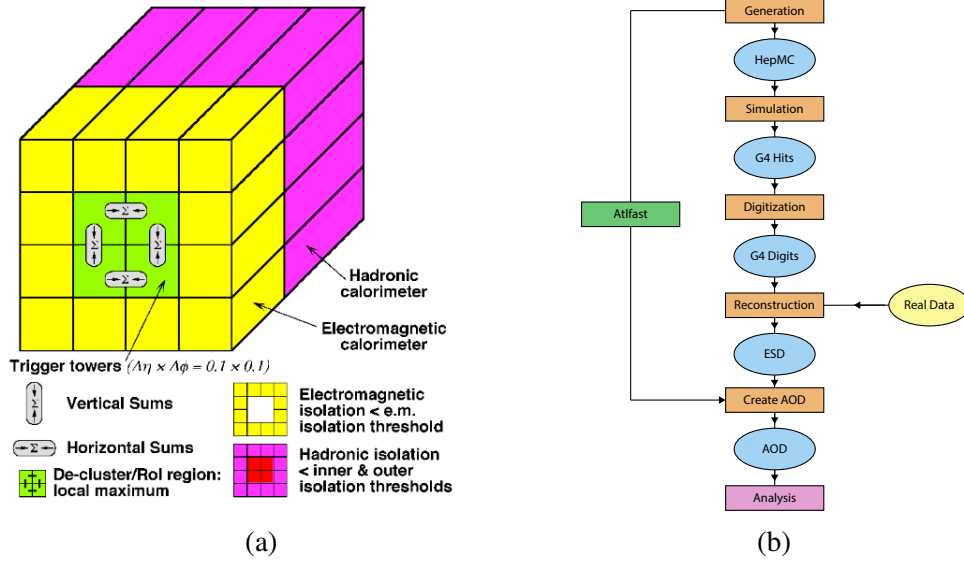 Hadronic
calorimeter
Electromagnetic
calorimeter
Trigger towers (Δη × Δφ = 0.1 × 0.1)
Σ
Σ
Σ
Σ
Σ
Vertical Sums
Σ
Horizontal Sums
De-cluster/RoI region:
local maximum
Electromagnetic
isolation < e.m.
isolation threshold
Hadronic isolation
< inner & outer
isolation thresholds
(a)
Generation
HepMC
Simulation
G4 Hits
Digitization
Atlfast
G4 Digits
Reconstruction
Real Data
ESD
Create AOD
AOD
Analysis
(b)